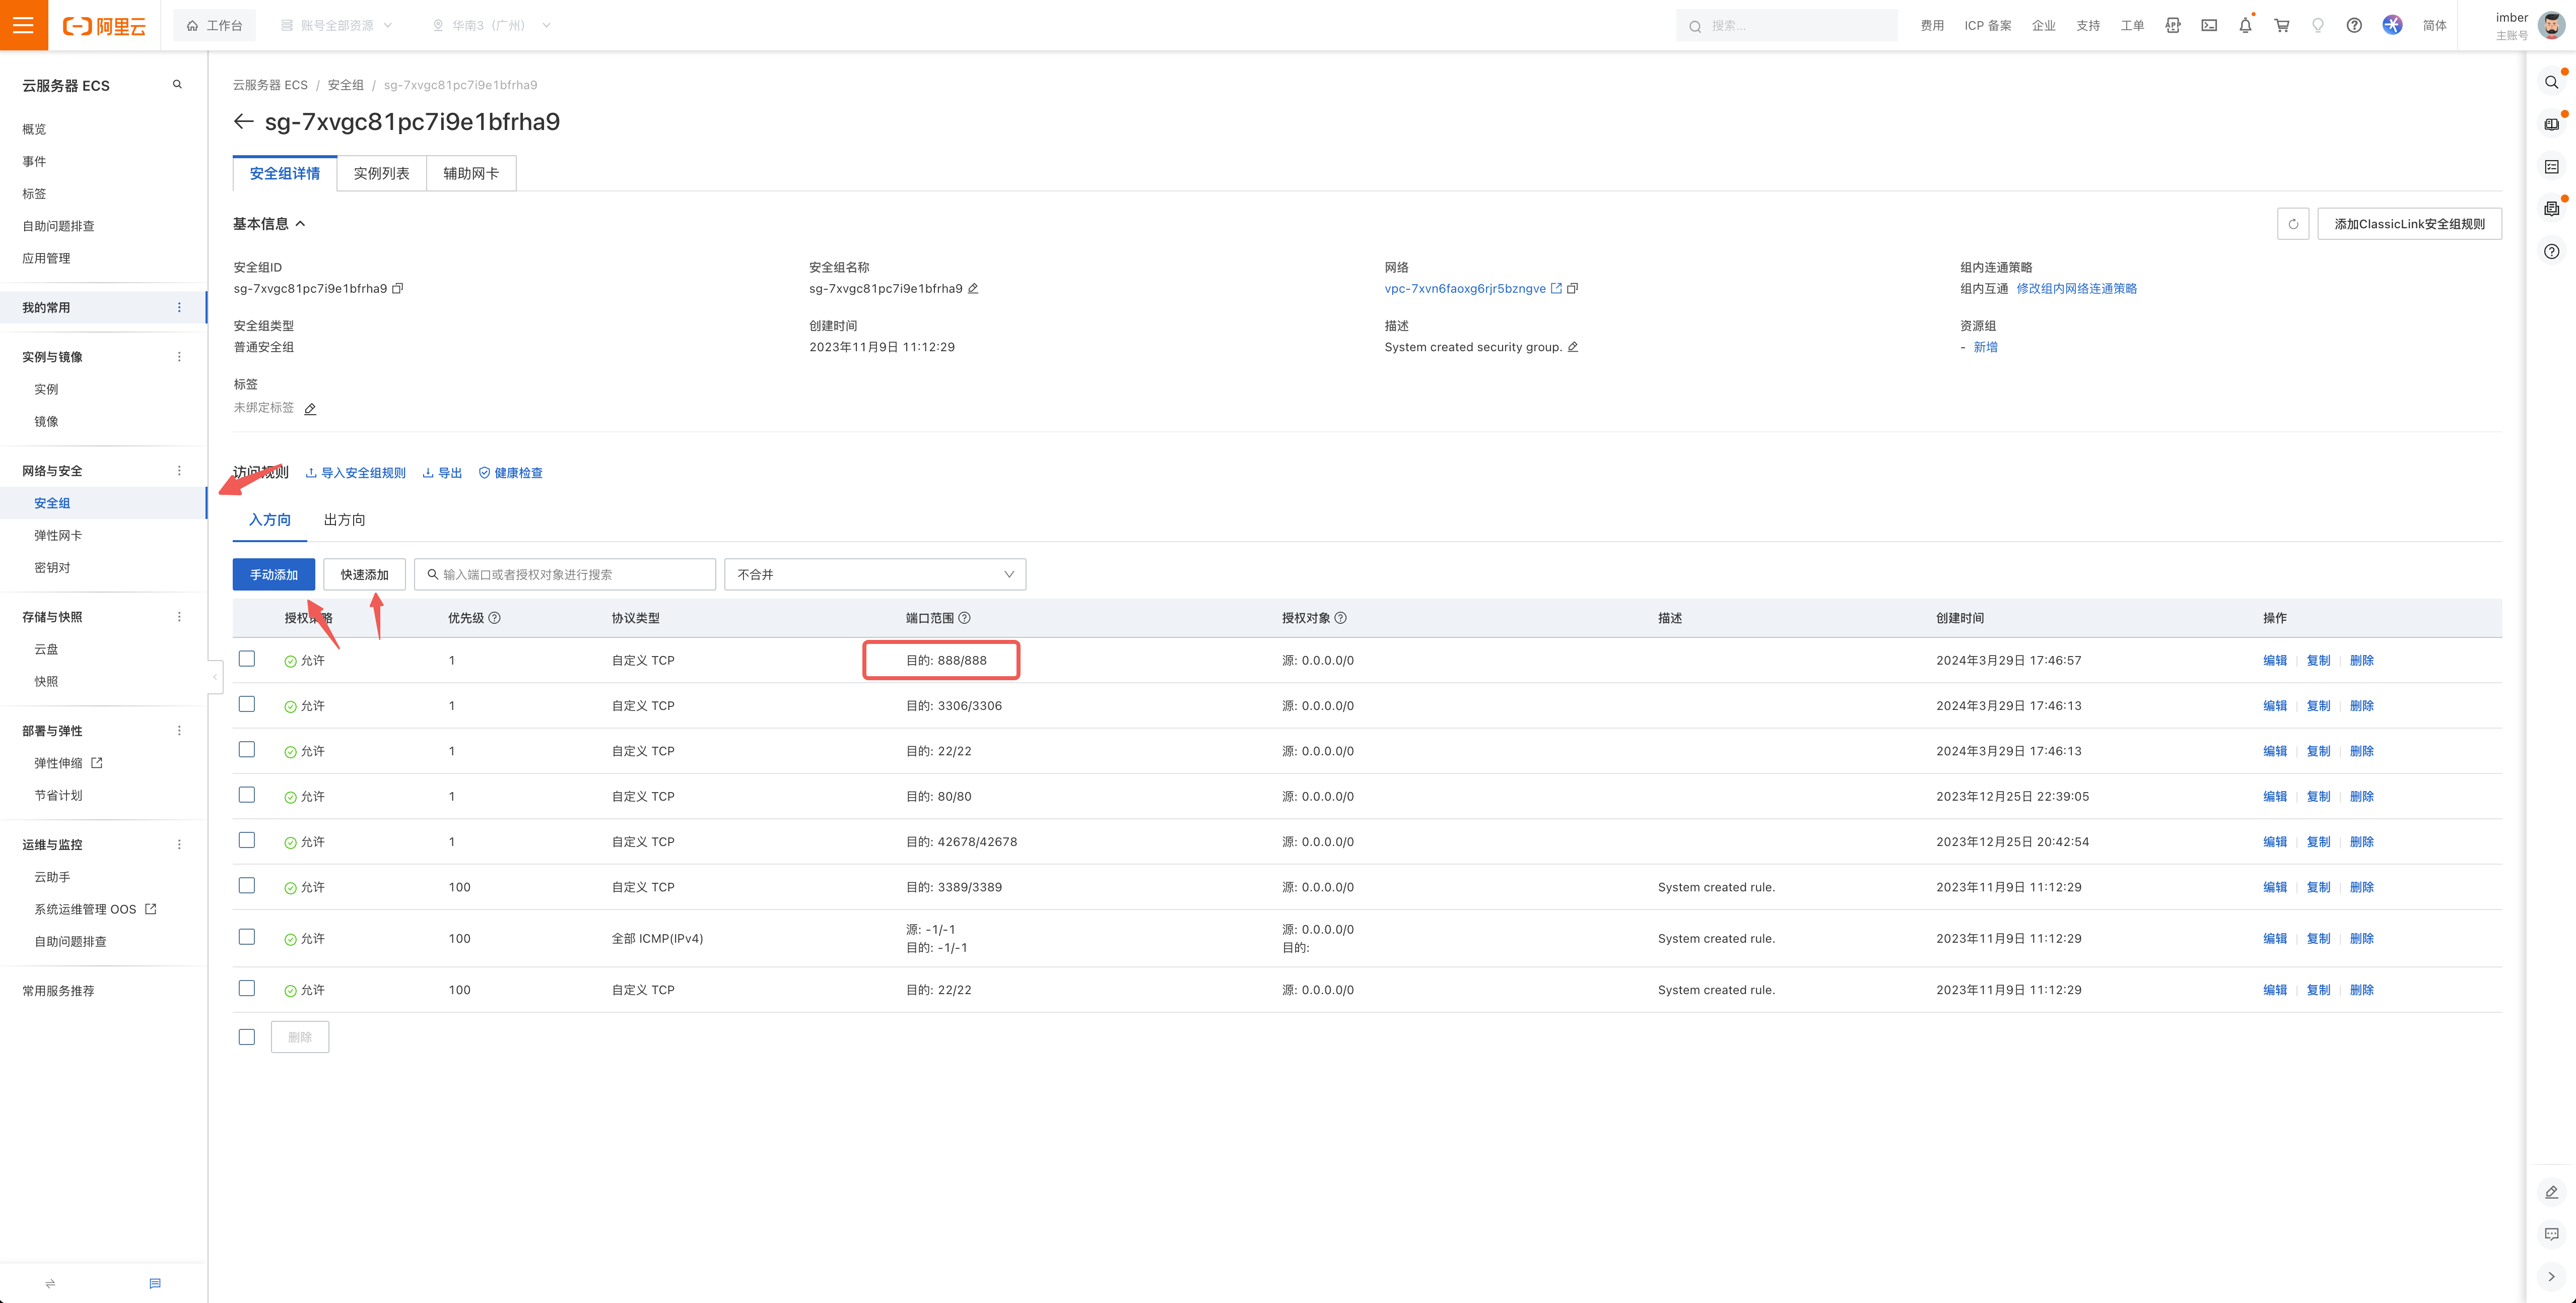 阿里云
工作台
账号全部资源
华南3（广州）
搜索...
费用
ICP 备案
企业
支持
工单
简体
imber
主账号
云服务器 ECS
概览
事件
标签
自助问题排查
应用管理
我的常用
实例与镜像
实例
镜像
网络与安全
安全组
弹性网卡
密钥对
存储与快照
云盘
快照
部署与弹性
弹性伸缩
节省计划
运维与监控
云助手
系统运维管理 OOS
自助问题排查
常用服务推荐
云服务器 ECS / 安全组 / sg-7xvgc81pc7i9e1bfrha9
sg-7xvgc81pc7i9e1bfrha9
安全组详情 实例列表 辅助网卡
基本信息
添加ClassicLink安全组规则
安全组ID 安全组名称 网络 组内连通策略
sg-7xvgc81pc7i9e1bfrha9 sg-7xvgc81pc7i9e1bfrha9 vpc-7xvn6faoxg6rjr5bzngve 组内互通 修改组内网络连通策略
安全组类型 创建时间 描述 资源组
普通安全组 2023年11月9日 11:12:29 System created security group. - 新增
标签
未绑定标签
访问规则 导入安全组规则 导出 健康检查
入方向 出方向
手动添加 快速添加 输入端口或者授权对象进行搜索 不合并
授权策略 优先级 协议类型 端口范围 授权对象 描述 创建时间 操作
允许 1 自定义 TCP 目的: 888/888 源: 0.0.0.0/0 2024年3月29日 17:46:57 编辑 复制 删除
允许 1 自定义 TCP 目的: 3306/3306 源: 0.0.0.0/0 2024年3月29日 17:46:13 编辑 复制 删除
允许 1 自定义 TCP 目的: 22/22 源: 0.0.0.0/0 2024年3月29日 17:46:13 编辑 复制 删除
允许 1 自定义 TCP 目的: 80/80 源: 0.0.0.0/0 2023年12月25日 22:39:05 编辑 复制 删除
允许 1 自定义 TCP 目的: 42678/42678 源: 0.0.0.0/0 2023年12月25日 20:42:54 编辑 复制 删除
允许 100 自定义 TCP 目的: 3389/3389 源: 0.0.0.0/0 System created rule. 2023年11月9日 11:12:29 编辑 复制 删除
源: -1/-1 源: 0.0.0.0/0
允许 100 全部 ICMP(IPv4) System created rule. 2023年11月9日 11:12:29 编辑 复制 删除
目的: -1/-1 目的:
允许 100 自定义 TCP 目的: 22/22 源: 0.0.0.0/0 System created rule. 2023年11月9日 11:12:29 编辑 复制 删除
删除